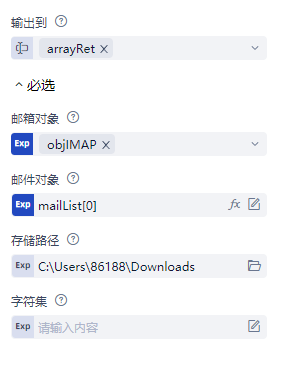 输出到
arrayRet ×
必选
邮箱对象
Exp objIMAP ×
邮件对象
Exp mailList[0] fx
存储路径
Exp C:\Users\86188\Downloads
字符集
Exp 请输入内容